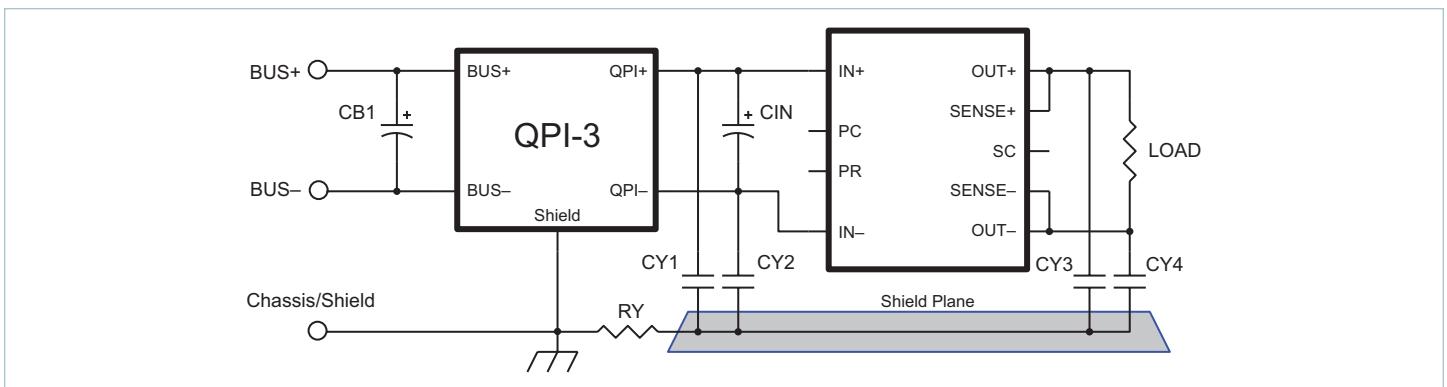 BUS+
CB1
+
BUS–
BUS+
QPI+
QPI-3
BUS–
QPI–
Shield
+
CIN
IN+
OUT+
SENSE+
PC
SC
PR
SENSE–
IN–
OUT–
LOAD
CY1
CY2
CY3
CY4
Chassis/Shield
RY
Shield Plane